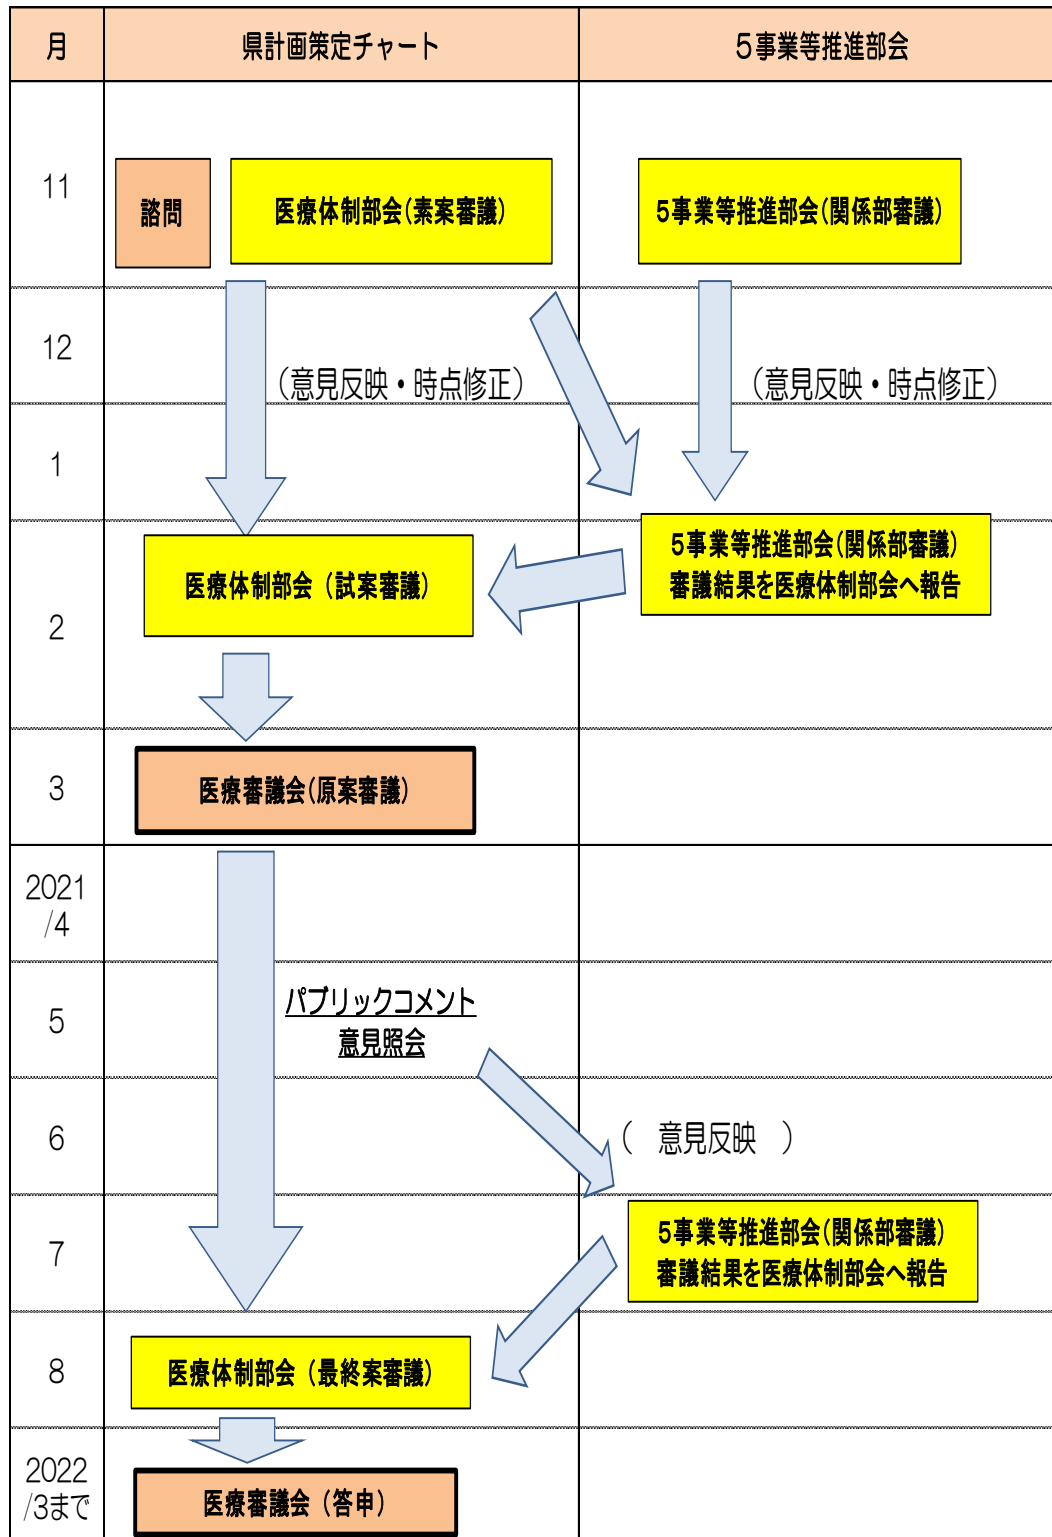 月
県計画策定チャート
5事業等推進部会
11
諮問
医療体制部会(素案審議)
5事業等推進部会(関係部審議)
12
(意見反映・時点修正)
(意見反映・時点修正)
1
5事業等推進部会(関係部審議)
審議結果を医療体制部会へ報告
医療体制部会(試案審議)
2
3
医療審議会(原案審議)
2021
/4
5
パブリックコメント
意見照会
6
( 意見反映 )
7
5事業等推進部会(関係部審議)
審議結果を医療体制部会へ報告
8
医療体制部会(最終案審議)
2022
/3まで
医療審議会(答申)